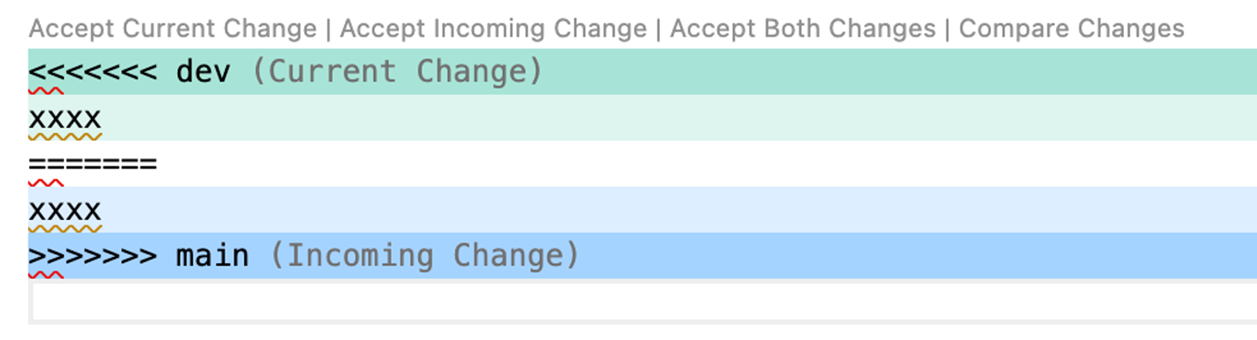 Accept Current Change | Accept Incoming Change | Accept Both Changes | Compare Changes
<<<<<<< dev (Current Change)
xxxx
=======
xxxx
>>>>>>> main (Incoming Change)